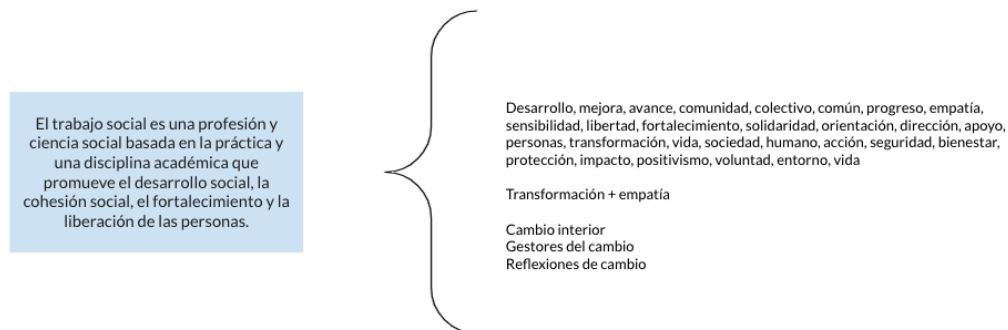 El trabajo social es una profesión y
ciencia social basada en la práctica y
una disciplina académica que
promueve el desarrollo social, la
cohesión social, el fortalecimiento y la
liberación de las personas.
Desarrollo, mejora, avance, comunidad, colectivo, común, progreso, empatía,
sensibilidad, libertad, fortalecimiento, solidaridad, orientación, dirección, apoyo,
personas, transformación, vida, sociedad, humano, acción, seguridad, bienestar,
protección, impacto, positivismo, voluntad, entorno, vida
Transformación + empatía
Cambio interior
Gestores del cambio
Reflexiones de cambio